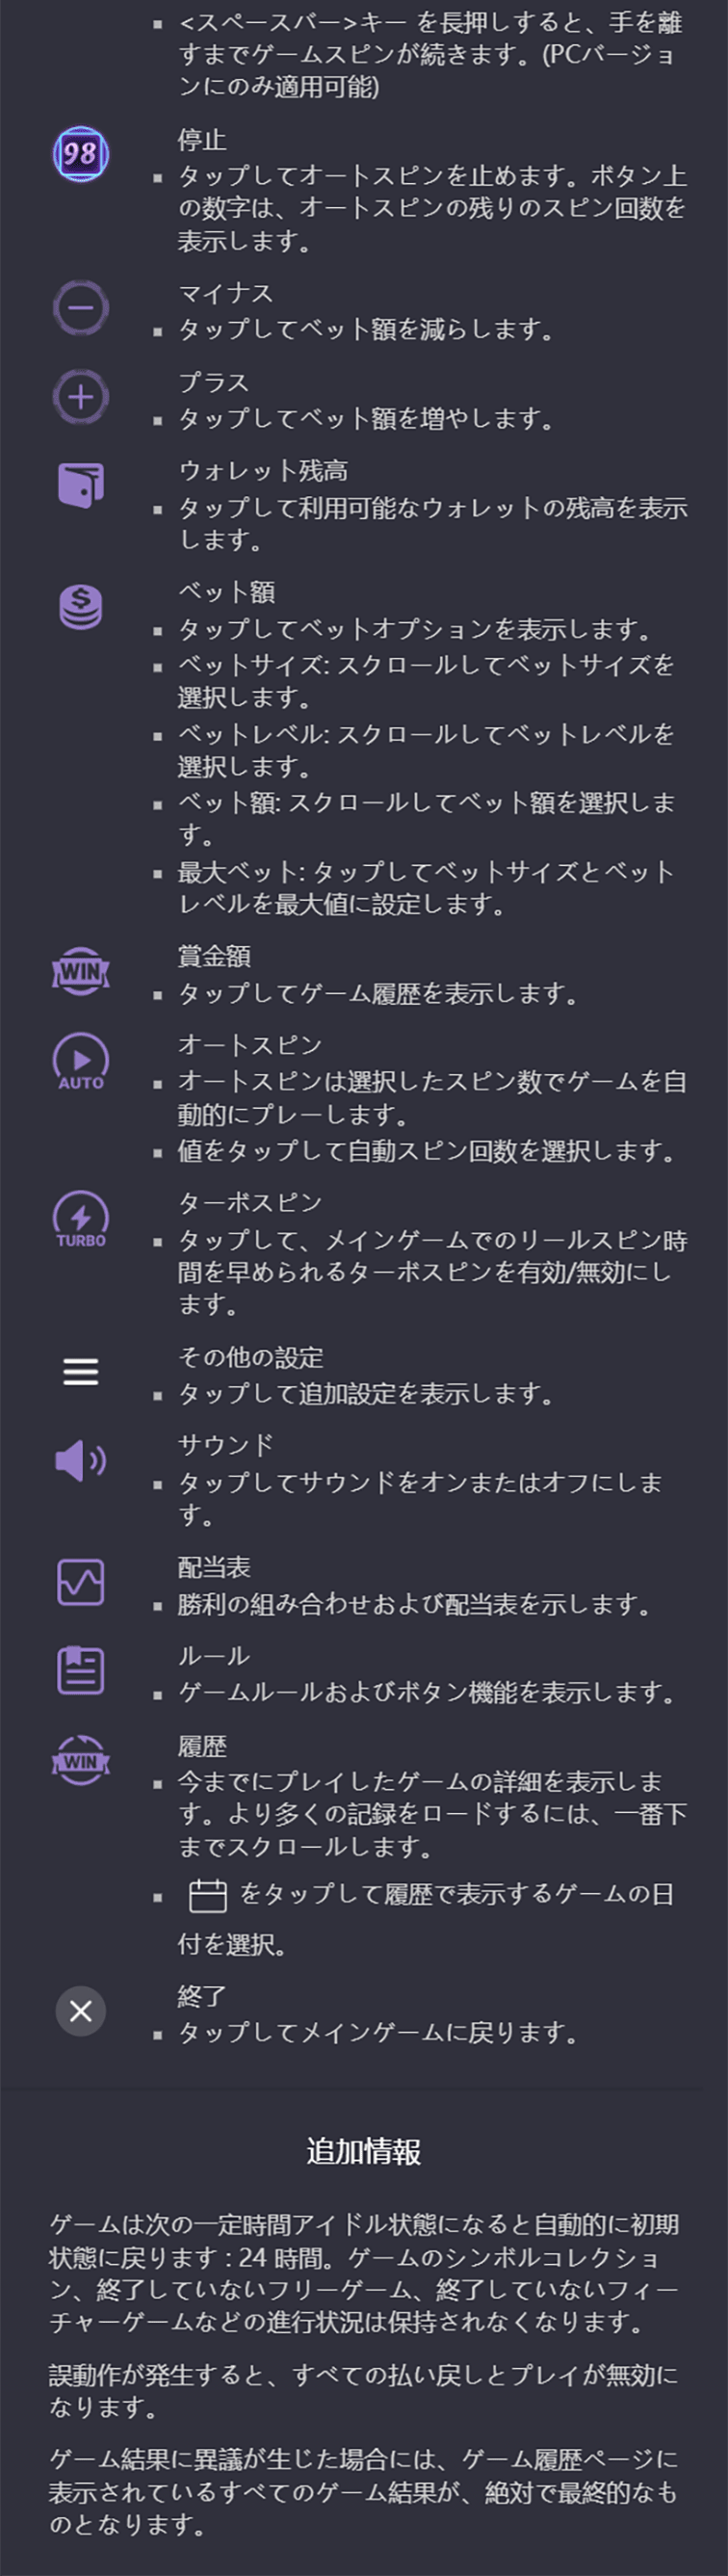 ▪ <スペースバー>キー を長押しすると、手を離
すまでゲームスピンが続きます。(PCバージョ
ンにのみ適用可能)
98
停止
▪ タップしてオートスピンを止めます。ボタン上
の数字は、オートスピンの残りのスピン回数を
表示します。
マイナス
▪ タップしてベット額を減らします。
プラス
▪ タップしてベット額を増やします。
ウォレット残高
▪ タップして利用可能なウォレットの残高を表示
します。
ベット額
▪ タップしてベットオプションを表示します。
▪ ベットサイズ: スクロールしてベットサイズを
選択します。
▪ ベットレベル: スクロールしてベットレベルを
選択します。
▪ ベット額: スクロールしてベット額を選択しま
す。
▪ 最大ベット: タップしてベットサイズとベット
レベルを最大値に設定します。
WIN
賞金額
▪ タップしてゲーム履歴を表示します。
AUTO
オートスピン
▪ オートスピンは選択したスピン数でゲームを自
動的にプレーします。
▪ 値をタップして自動スピン回数を選択します。
TURBO
ターボスピン
▪ タップして、メインゲームでのリールスピン時
間を早められるターボスピンを有効/無効にし
ます。
その他の設定
▪ タップして追加設定を表示します。
サウンド
▪ タップしてサウンドをオンまたはオフにしま
す。
配当表
▪ 勝利の組み合わせおよび配当表を示します。
ルール
▪ ゲームルールおよびボタン機能を表示します。
WIN
履歴
▪ 今までにプレイしたゲームの詳細を表示しま
す。より多くの記録をロードするには、一番下
までスクロールします。
▪ をタップして履歴で表示するゲームの日
付を選択。
終了
▪ タップしてメインゲームに戻ります。
追加情報
ゲームは次の一定時間アイドル状態になると自動的に初期
状態に戻ります : 24 時間。ゲームのシンボルコレクショ
ン、終了していないフリーゲーム、終了していないフィー
チャーゲームなどの進行状況は保持されなくなります。
誤動作が発生すると、すべての払い戻しとプレイが無効に
なります。
ゲーム結果に異議が生じた場合には、ゲーム履歴ページに
表示されているすべてのゲーム結果が、絶対で最終的なも
のとなります。